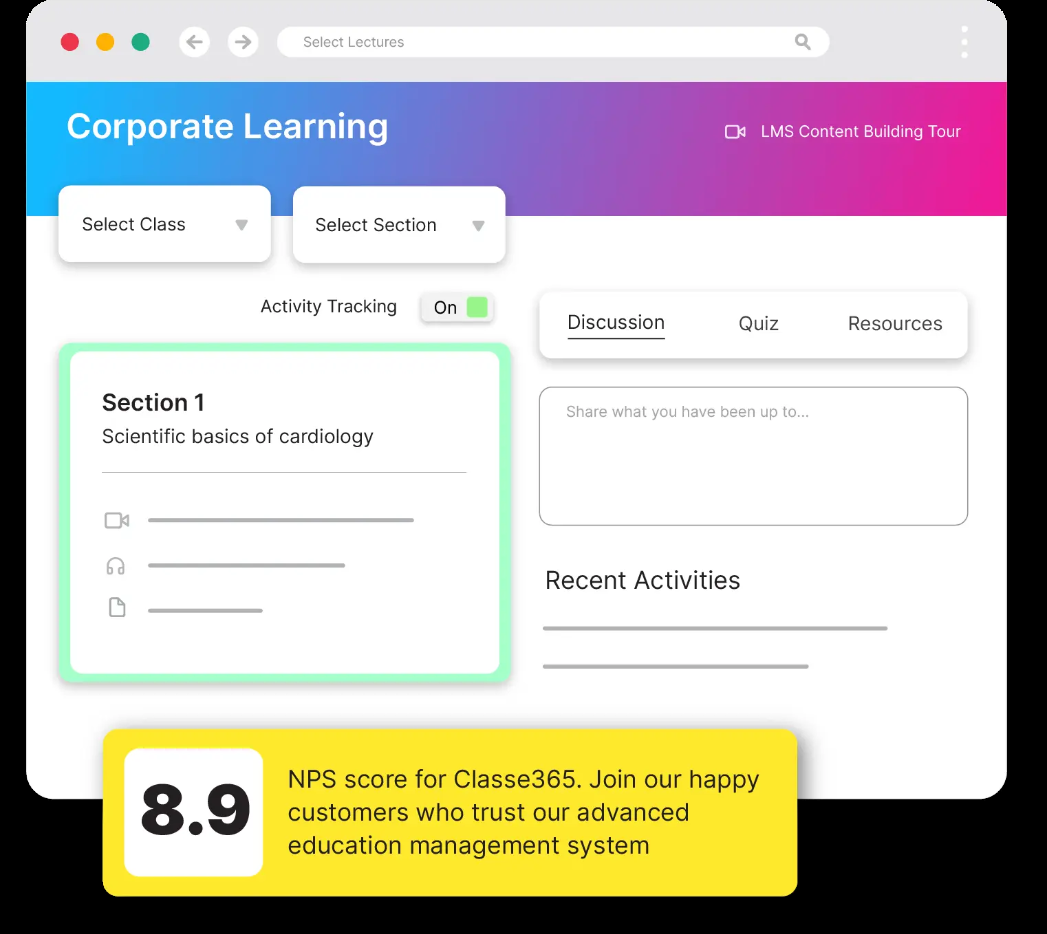 Select Lectures
Corporate Learning
LMS Content Building Tour
Select Class
Select Section
Activity Tracking
On
Discussion
Quiz
Resources
Section 1
Scientific basics of cardiology
Share what you have been up to...
Recent Activities
8.9
NPS score for Classe365. Join our happy
customers who trust our advanced
education management system